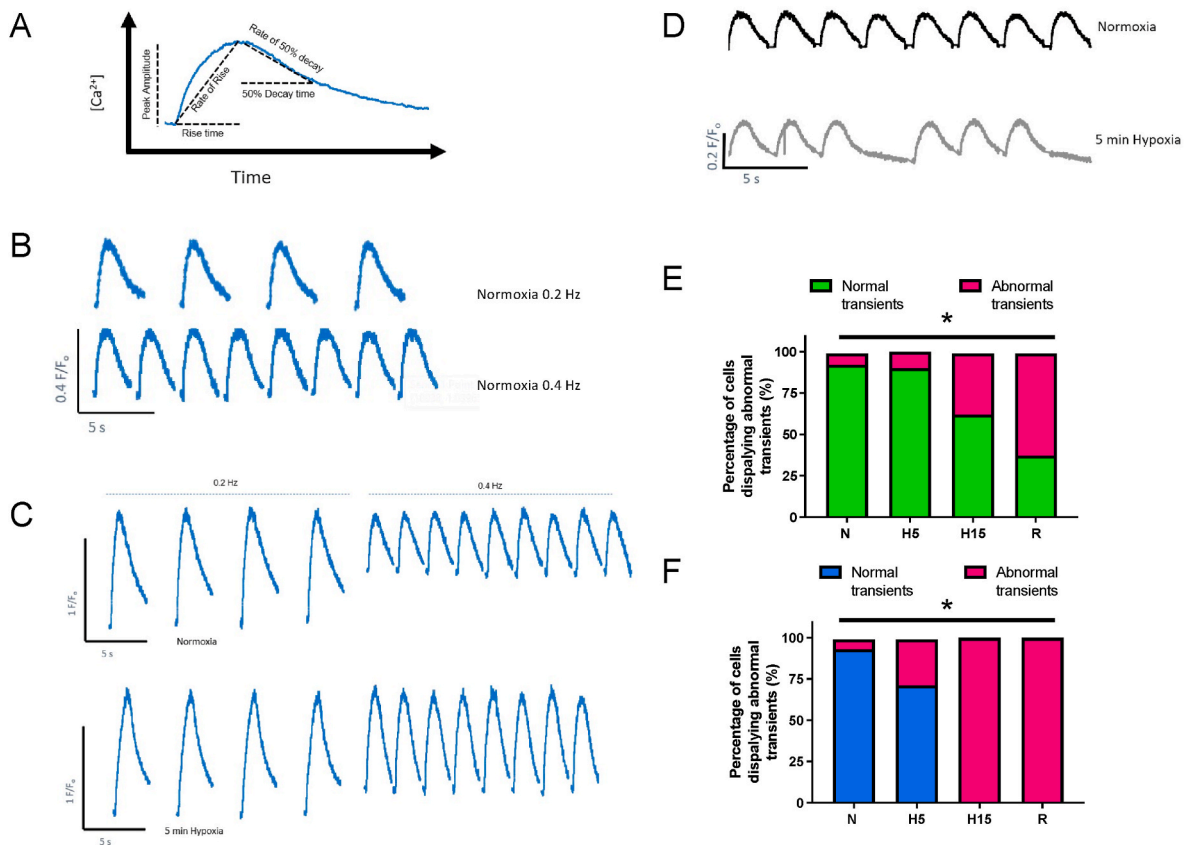 A
[Ca²⁺]
Peak Amplitude
Rate of Rise
Rate of 50% decay
50% Decay time
Rise time
Time
B
Normoxia 0.2 Hz
Normoxia 0.4 Hz
0.4 F/Fₒ
5 s
C
0.2 Hz
0.4 Hz
1 F/Fₒ
5 s
Normoxia
1 F/Fₒ
5 s
5 min Hypoxia
D
Normoxia
5 min Hypoxia
0.2 F/Fₒ
5 s
E
Normal
transients
Abnormal
transients
*
Percentage of cells
dispalying abnormal
transients (%)
100
75
50
25
0
N H5 H15 R
F
Normal
transients
Abnormal
transients
*
Percentage of cells
dispalying abnormal
transients (%)
100
75
50
25
0
N H5 H15 R